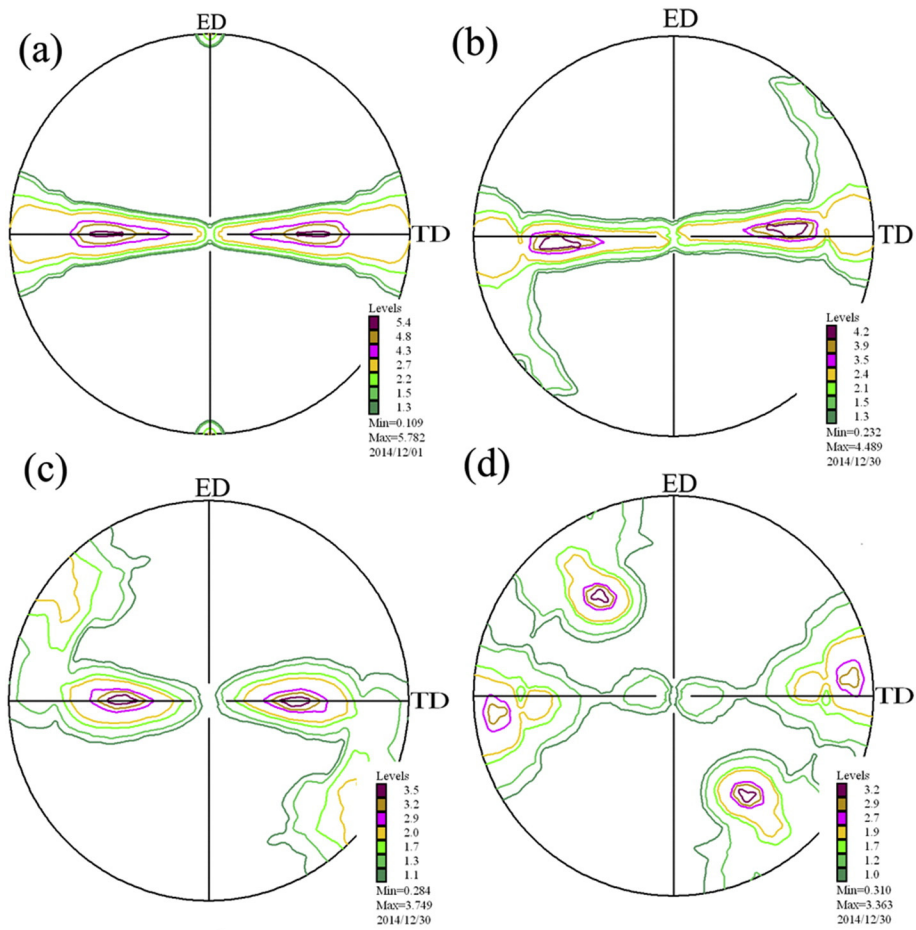 (a)
ED
TD
Levels
5.4
4.8
4.3
2.7
2.2
1.5
1.3
Min=0.109
Max=5.782
2014/12/01
(b)
ED
TD
Levels
4.2
3.9
3.5
2.4
2.1
1.5
1.3
Min=0.232
Max=4.489
2014/12/30
(c)
ED
TD
Levels
3.5
3.2
2.9
2.0
1.7
1.3
1.1
Min=0.284
Max=3.749
2014/12/30
(d)
ED
TD
Levels
3.2
2.9
2.7
1.9
1.7
1.2
1.0
Min=0.310
Max=3.363
2014/12/30